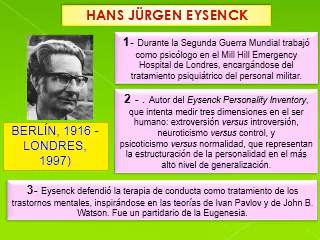 HANS JÜRGEN EYSENCK
1- Durante la Segunda Guerra Mundial trabajó
como psicólogo en el Mill Hill Emergency
Hospital de Londres, encargándose del
tratamiento psiquiátrico del personal militar.
BERLÍN, 1916 -
LONDRES,
1997)
2 - . Autor del Eysenck Personality Inventory,
que intenta medir tres dimensiones en el ser
humano: extroversión versus introversión,
neuroticismo versus control, y
psicoticismo versus normalidad, que representan
la estructuración de la personalidad en el más
alto nivel de generalización.
3- Eysenck defendió la terapia de conducta como tratamiento de los
trastornos mentales, inspirándose en las teorías de Ivan Pavlov y de John B.
Watson. Fue un partidario de la Eugenesia.